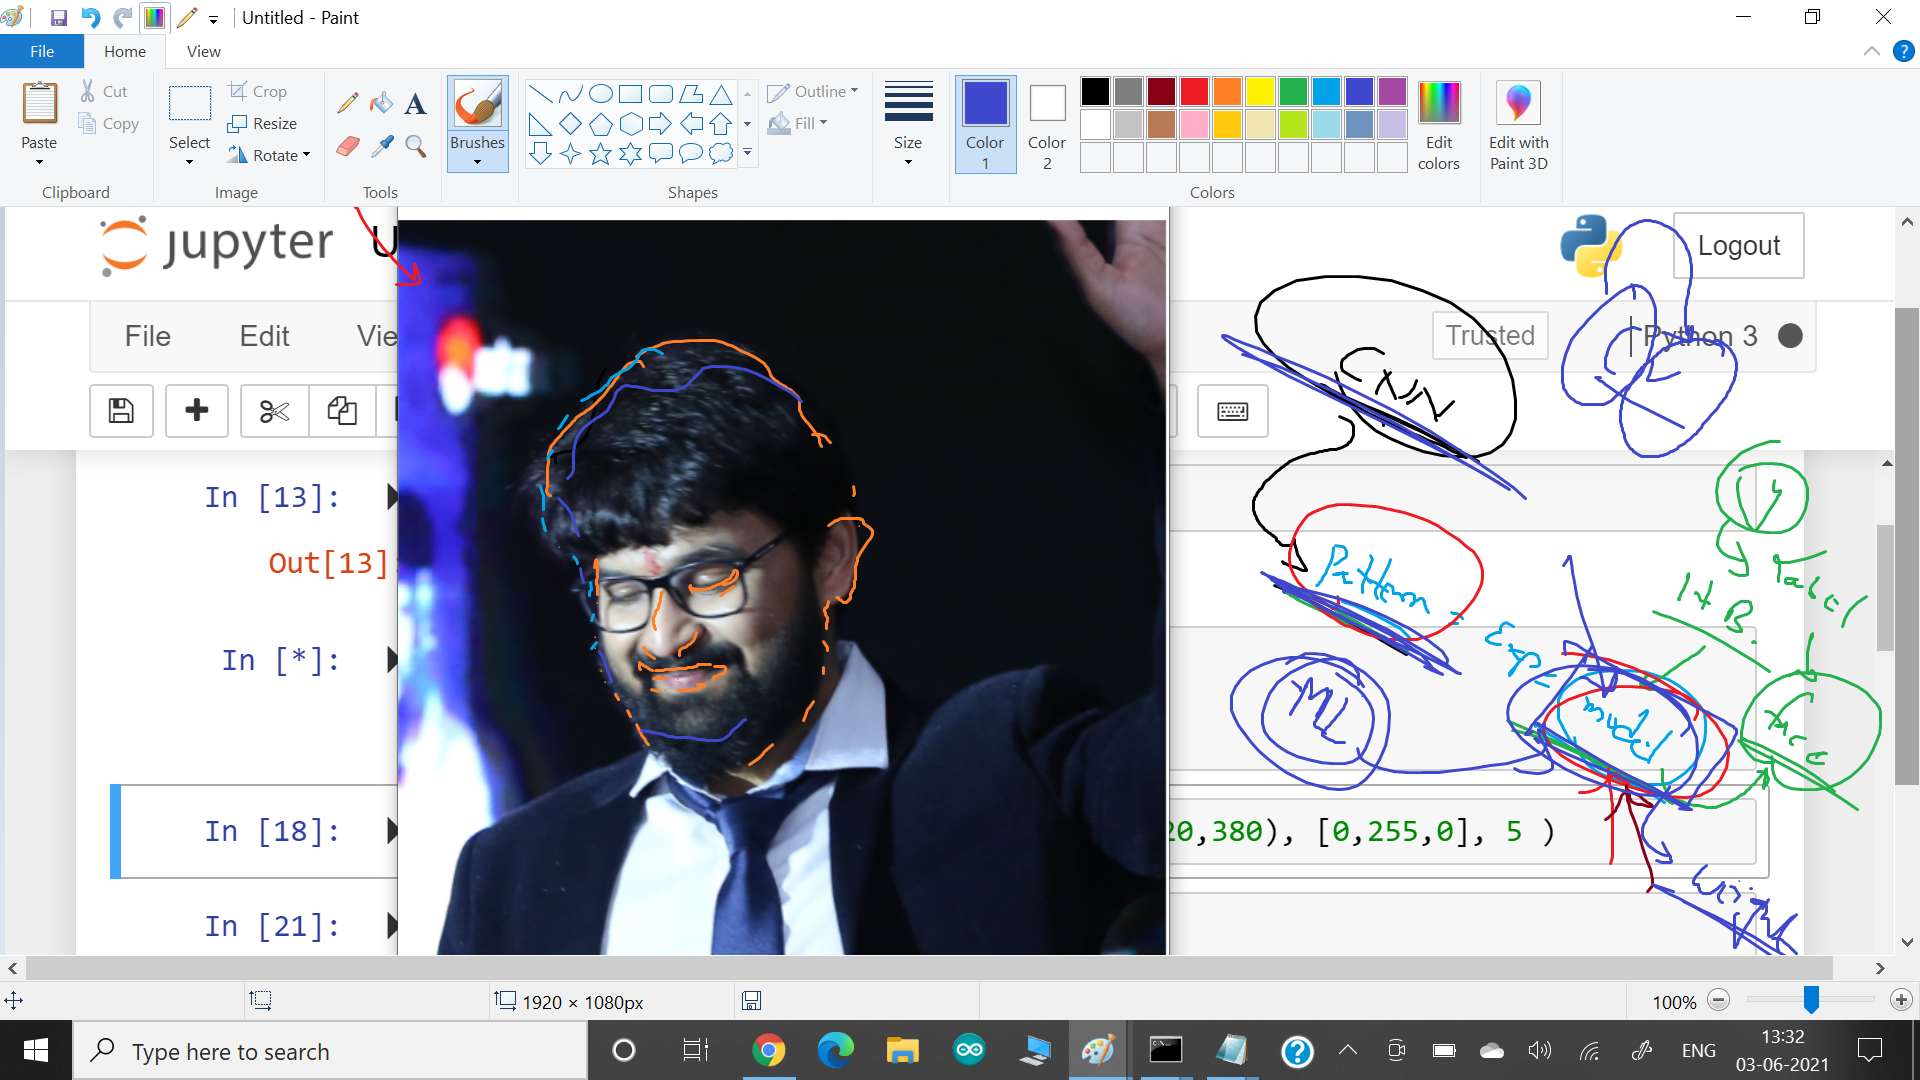 Untitled - Paint
File Home View
Paste
Cut
Copy
Clipboard
Select
Crop
Resize
Rotate
Image
Tools
Brushes
Shapes
Outline
Fill
Size
Color 1
Color 2
Edit colors
Edit with Paint 3D
Colors
jupyter U
Logout
File Edit Vie
Trusted
Python 3
CNN
In [13]:
Out[13]:
Pattern
In [*]:
ML
In [18]:
20,380), [0,255,0], 5 )
In [21]:
1920 × 1080px
100%
Type here to search
ENG
13:32
03-06-2021